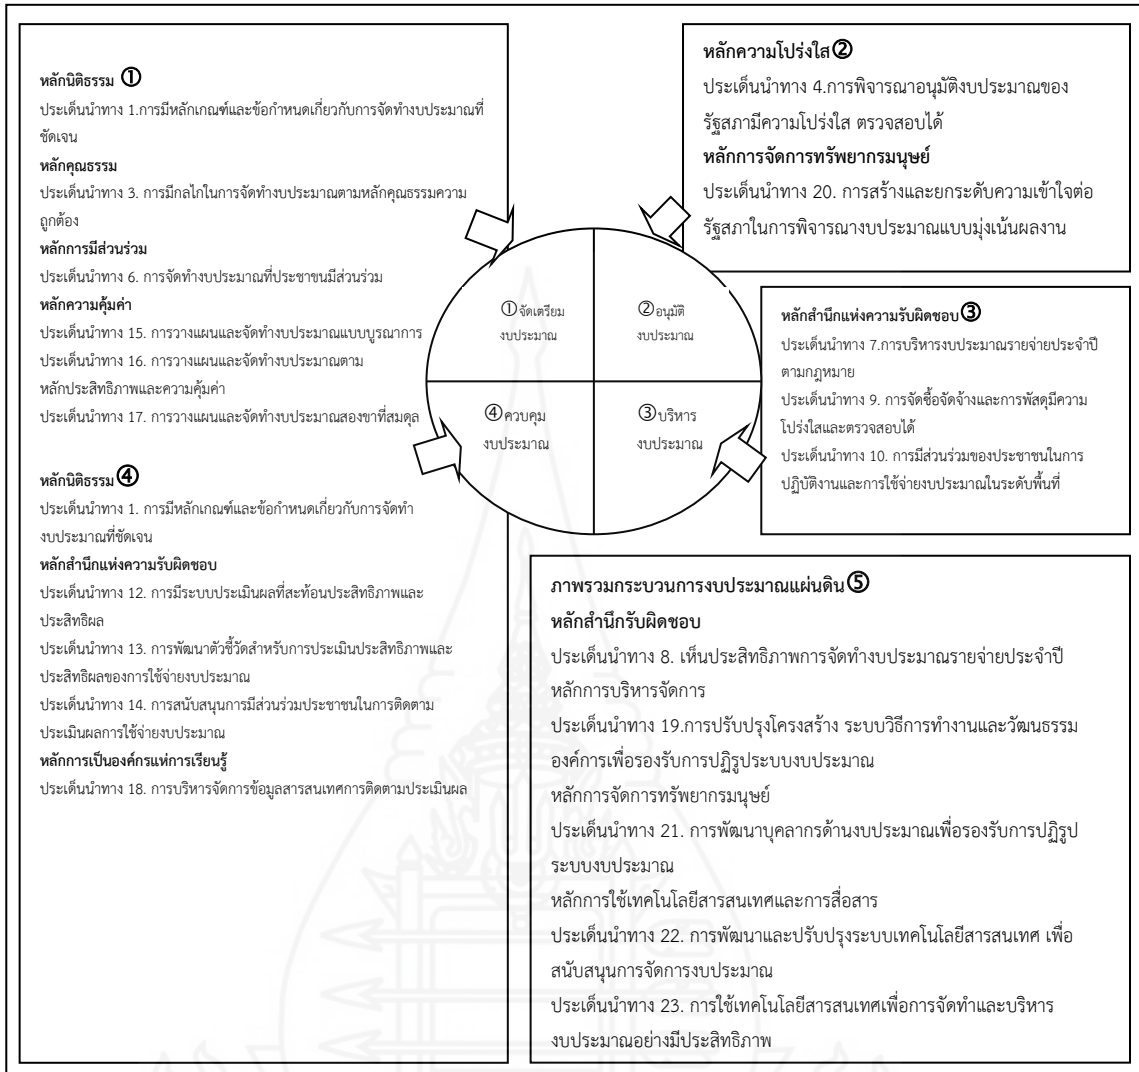 หลักนิติธรรม ①
ประเด็นนำทาง 1.การมีหลักเกณฑ์และข้อกำหนดเกี่ยวกับการจัดทำงบประมาณที่
ชัดเจน
หลักคุณธรรม
ประเด็นนำทาง 3. การมีกลไกในการจัดทำงบประมาณตามหลักคุณธรรมความ
ถูกต้อง
หลักการมีส่วนร่วม
ประเด็นนำทาง 6. การจัดทำงบประมาณที่ประชาชนมีส่วนร่วม
หลักความคุ้มค่า
ประเด็นนำทาง 15. การวางแผนและจัดทำงบประมาณแบบบูรณาการ
ประเด็นนำทาง 16. การวางแผนและจัดทำงบประมาณตาม
หลักประสิทธิภาพและความคุ้มค่า
ประเด็นนำทาง 17. การวางแผนและจัดทำงบประมาณสองขาที่สมดุล
หลักนิติธรรม ④
ประเด็นนำทาง 1. การมีหลักเกณฑ์และข้อกำหนดเกี่ยวกับการจัดทำ
งบประมาณที่ชัดเจน
หลักสำนึกแห่งความรับผิดชอบ
ประเด็นนำทาง 12. การมีระบบประเมินผลที่สะท้อนประสิทธิภาพและ
ประสิทธิผล
ประเด็นนำทาง 13. การพัฒนาตัวชี้วัดสำหรับการประเมินประสิทธิภาพและ
ประสิทธิผลของการใช้จ่ายงบประมาณ
ประเด็นนำทาง 14. การสนับสนุนการมีส่วนร่วมประชาชนในการติดตาม
ประเมินผลการใช้จ่ายงบประมาณ
หลักการเป็นองค์กรแห่การเรียนรู้
ประเด็นนำทาง 18. การบริหารจัดการข้อมูลสารสนเทศการติดตามประเมินผล
หลักความโปร่งใส ②
ประเด็นนำทาง 4.การพิจารณาอนุมัติงบประมาณของ
รัฐสภามีความโปร่งใส ตรวจสอบได้
หลักการจัดการทรัพยากรมนุษย์
ประเด็นนำทาง 20. การสร้างและยกระดับความเข้าใจต่อ
รัฐสภาในการพิจารณางบประมาณแบบมุ่งเน้นผลงาน
① จัดเตรียม
งบประมาณ
② อนุมัติ
งบประมาณ
④ ควบคุม
งบประมาณ
③ บริหาร
งบประมาณ
หลักสำนึกแห่งความรับผิดชอบ ③
ประเด็นนำทาง 7.การบริหารงบประมาณรายจ่ายประจำปี
ตามกฎหมาย
ประเด็นนำทาง 9. การจัดซื้อจัดจ้างและการพัสดุมีความ
โปร่งใสและตรวจสอบได้
ประเด็นนำทาง 10. การมีส่วนร่วมของประชาชนในการ
ปฏิบัติงานและการใช้จ่ายงบประมาณในระดับพื้นที่
ภาพรวมกระบวนการงบประมาณแผ่นดิน ⑤
หลักสำนึกรับผิดชอบ
ประเด็นนำทาง 8. เห็นประสิทธิภาพการจัดทำงบประมาณรายจ่ายประจำปี
หลักการบริหารจัดการ
ประเด็นนำทาง 19.การปรับปรุงโครงสร้าง ระบบวิธีการทำงานและวัฒนธรรม
องค์การเพื่อรองรับการปฏิรูประบบงบประมาณ
หลักการจัดการทรัพยากรมนุษย์
ประเด็นนำทาง 21. การพัฒนาบุคลากรด้านงบประมาณเพื่อรองรับการปฏิรูป
ระบบงบประมาณ
หลักการใช้เทคโนโลยีสารสนเทศและการสื่อสาร
ประเด็นนำทาง 22. การพัฒนาและปรับปรุงระบบเทคโนโลยีสารสนเทศ เพื่อ
สนับสนุนการจัดการงบประมาณ
ประเด็นนำทาง 23. การใช้เทคโนโลยีสารสนเทศเพื่อการจัดทำและบริหาร
งบประมาณอย่างมีประสิทธิภาพ